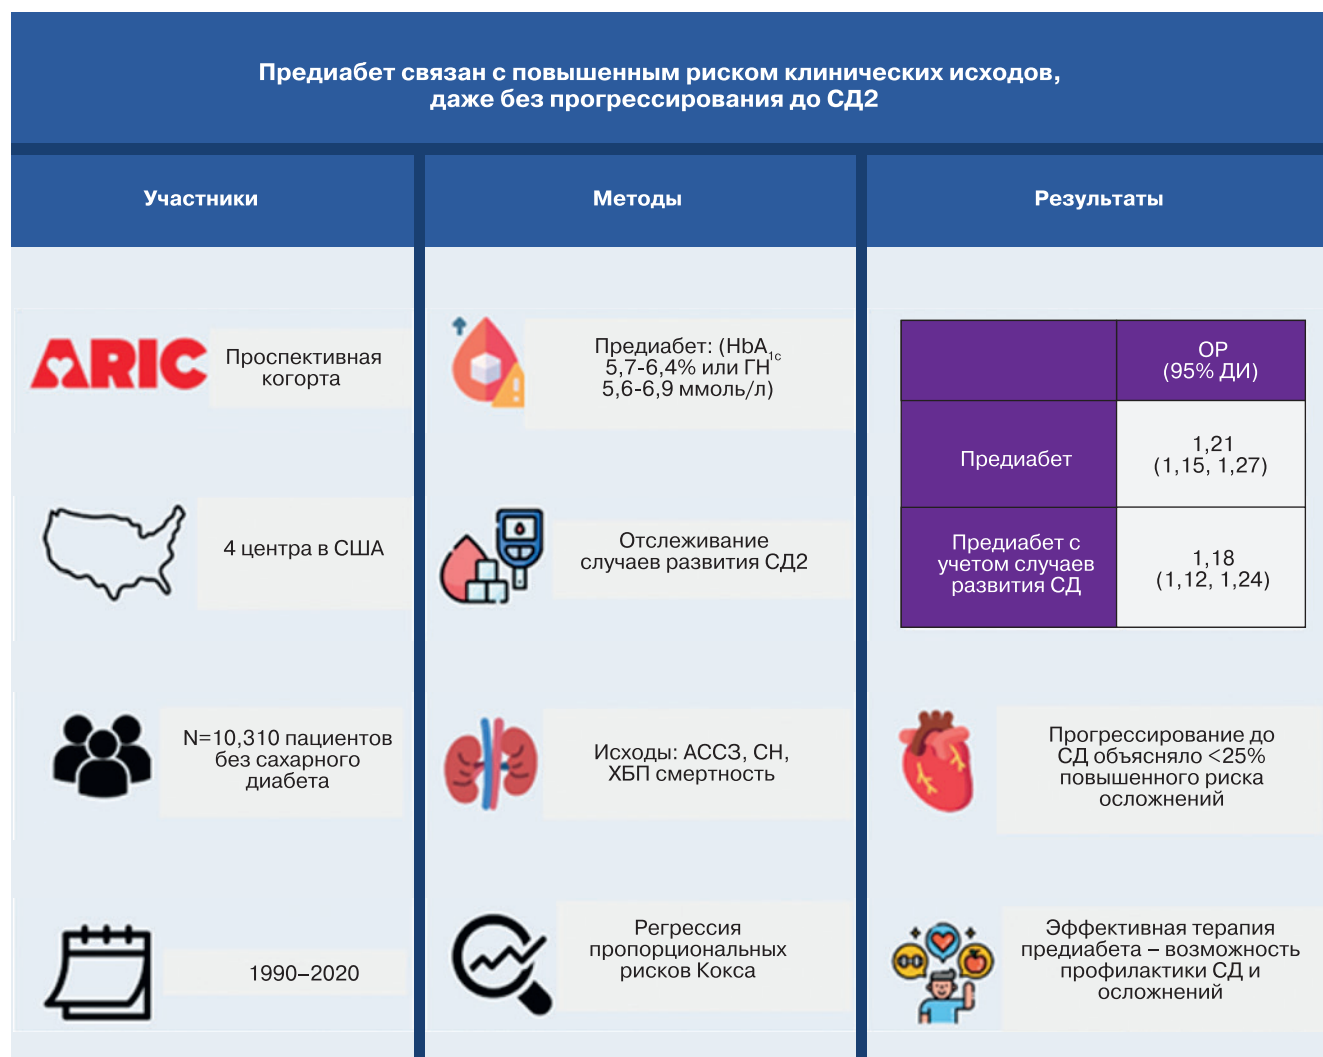 Предиабет связан с повышенным риском клинических исходов,
даже без прогрессирования до СД2
Участники
ARIC
Проспективная
когорта
4 центра в США
N=10,310 пациентов
без сахарного
диабета
1990–2020
Методы
Предиабет: (HbA1c
5,7-6,4% или ГН
5,6-6,9 ммоль/л)
Отслеживание
случаев развития СД2
Исходы: АССЗ, СН,
ХБП смертность
Регрессия
пропорциональных
рисков Кокса
Результаты
ОР
(95% ДИ)
Предиабет
1,21
(1,15, 1,27)
Предиабет с
учетом случаев
развития СД
1,18
(1,12, 1,24)
Прогрессирование до
СД объясняло <25%
повышенного риска
осложнений
Эффективная терапия
предиабета – возможность
профилактики СД и
осложнений